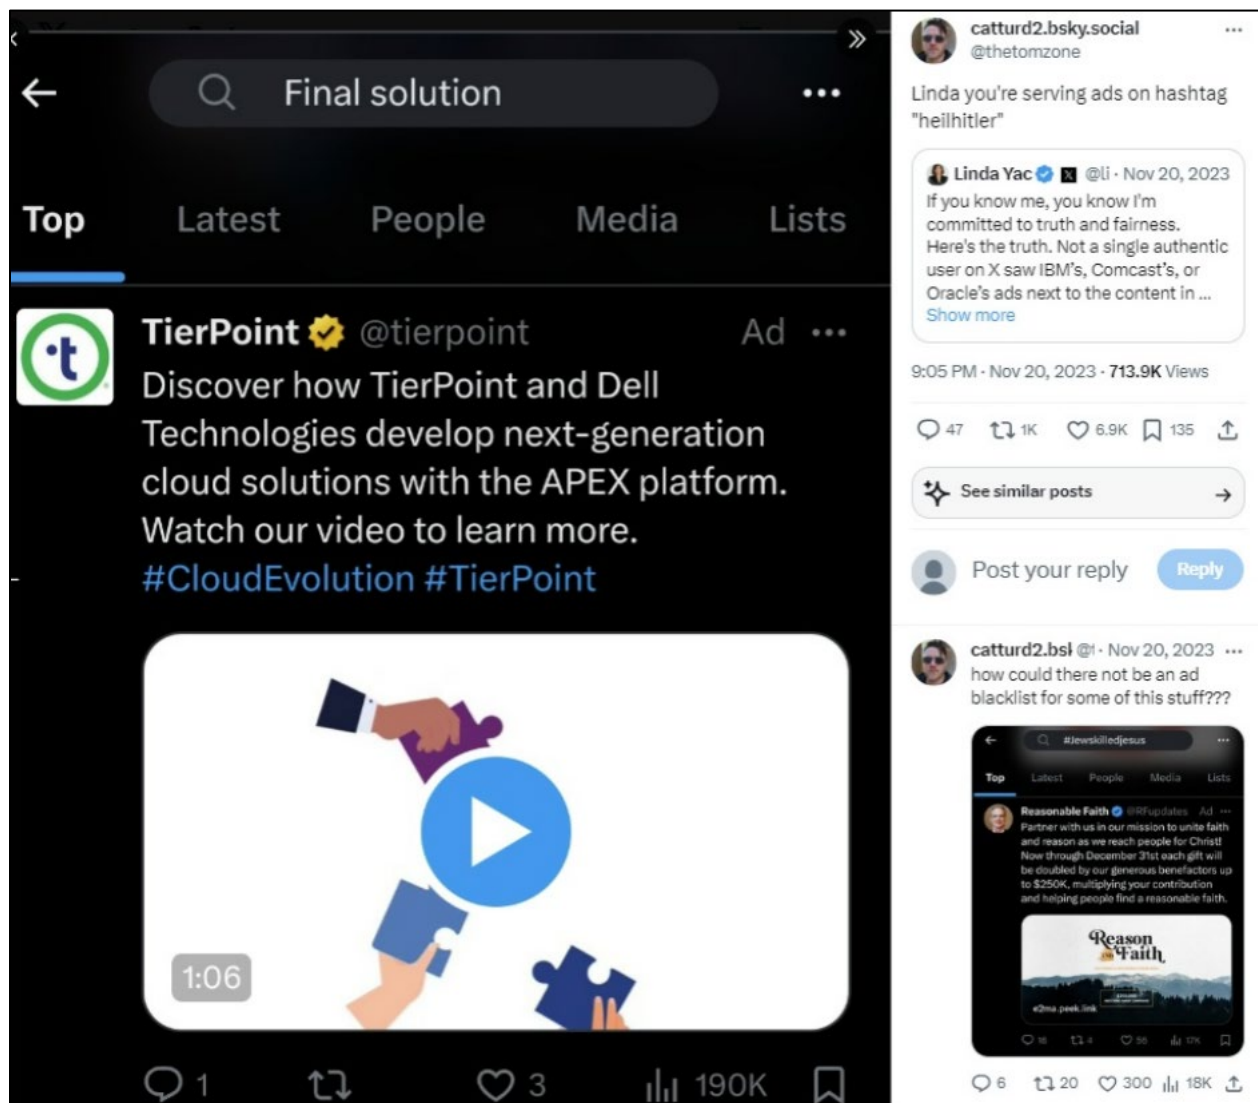 Final solution
Top Latest People Media Lists
TierPoint @tierpoint Ad
Discover how TierPoint and Dell
Technologies develop next-generation
cloud solutions with the APEX platform.
Watch our video to learn more.
#CloudEvolution #TierPoint
1:06
1 3 190K
catturd2.bsky.social
@thetomzone
Linda you're serving ads on hashtag
"heilhitler"
Linda Yac @li · Nov 20, 2023
If you know me, you know I'm
committed to truth and fairness.
Here's the truth. Not a single authentic
user on X saw IBM's, Comcast's, or
Oracle's ads next to the content in ...
Show more
9:05 PM · Nov 20, 2023 · 713.9K Views
47 1K 6.9K 135
See similar posts
Post your reply Reply
catturd2.bsl · Nov 20, 2023
how could there not be an ad
blacklist for some of this stuff???
#Jewskilledjesus
Top Latest People Media Lists
Reasonable Faith @RFupdates Ad
Partner with us in our mission to unite faith
and reason as we reach people for Christ!
Now through December 31st each gift will
be doubled by our generous benefactors up
to $250K, multiplying your contribution
and helping people find a reasonable faith.
Reason
Faith
e2ma.peek.link
16 4 56 17K
6 20 300 18K